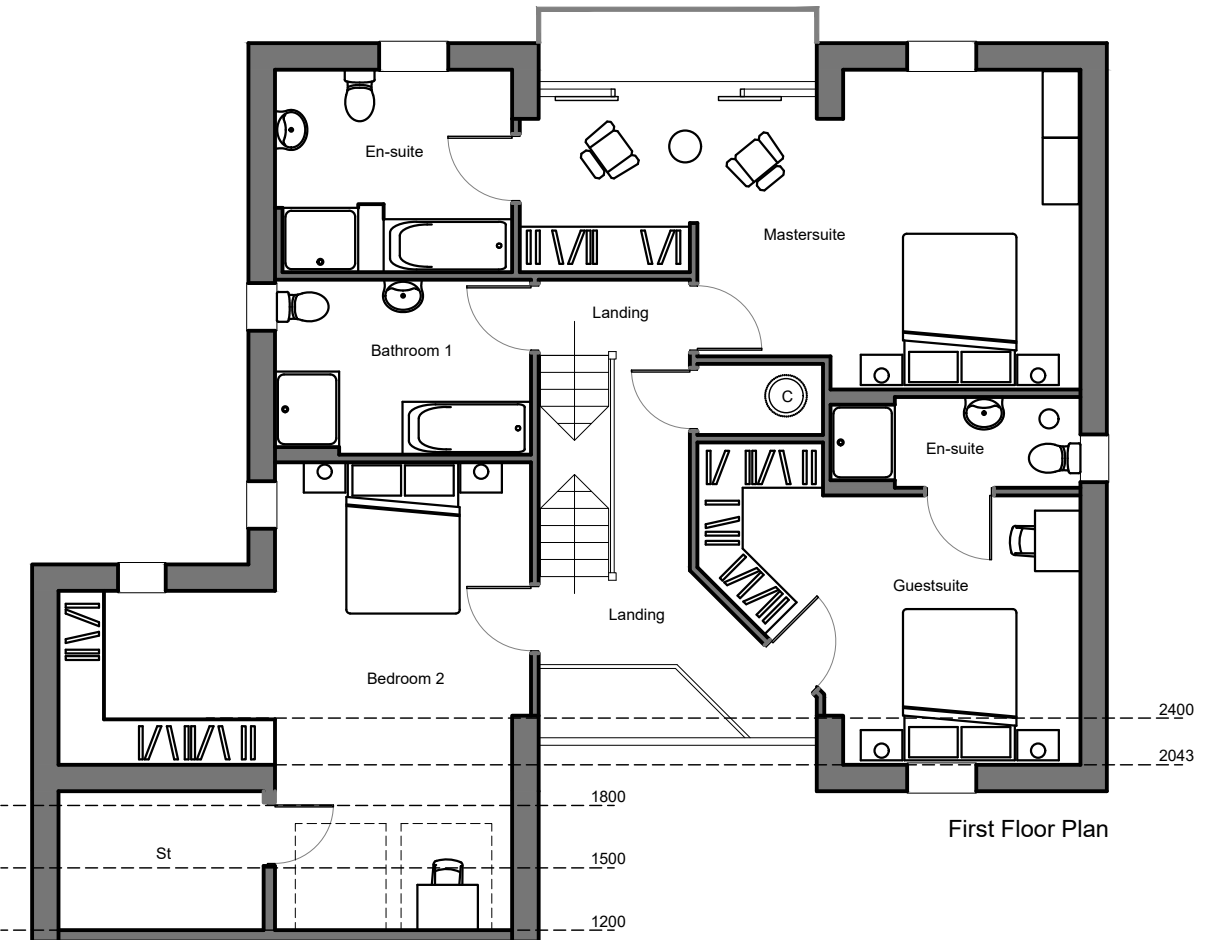 En-suite
Mastersuite
Landing
Bathroom 1
C
En-suite
Guestsuite
Landing
Bedroom 2
2400
2043
1800
First Floor Plan
St
1500
1200